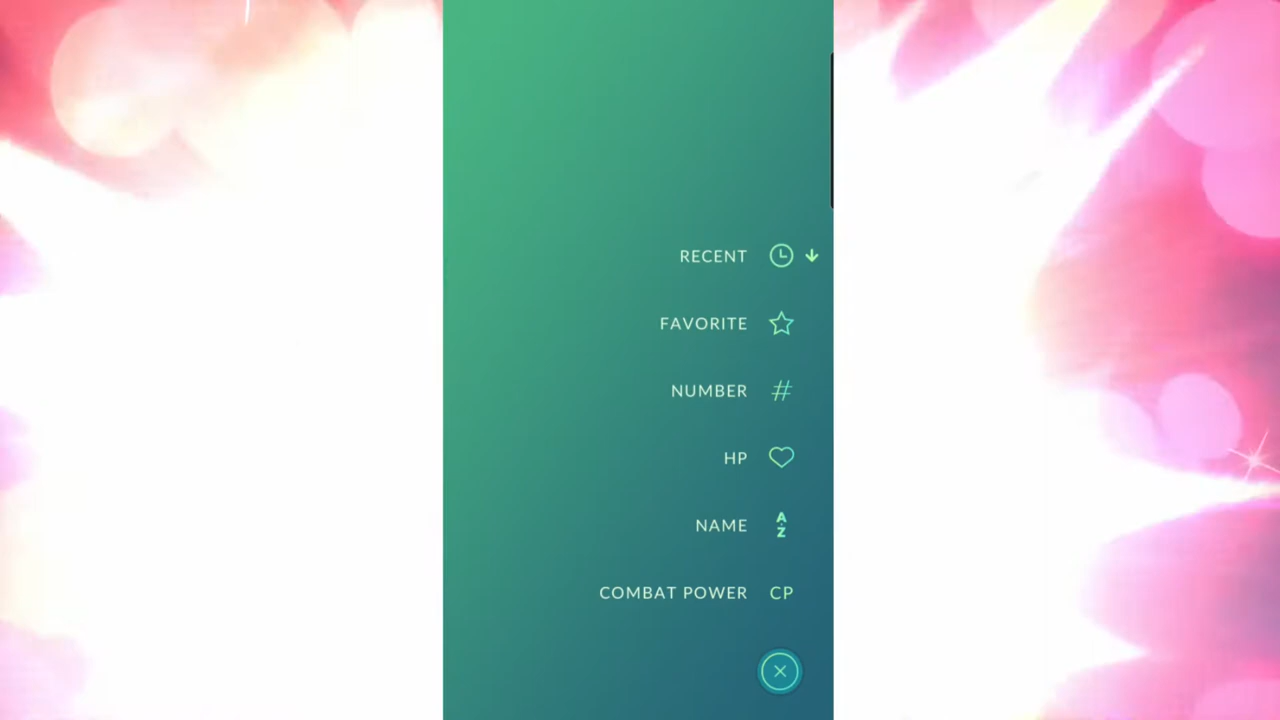 RECENT
FAVORITE
NUMBER #
HP
NAME A-Z
COMBAT POWER CP